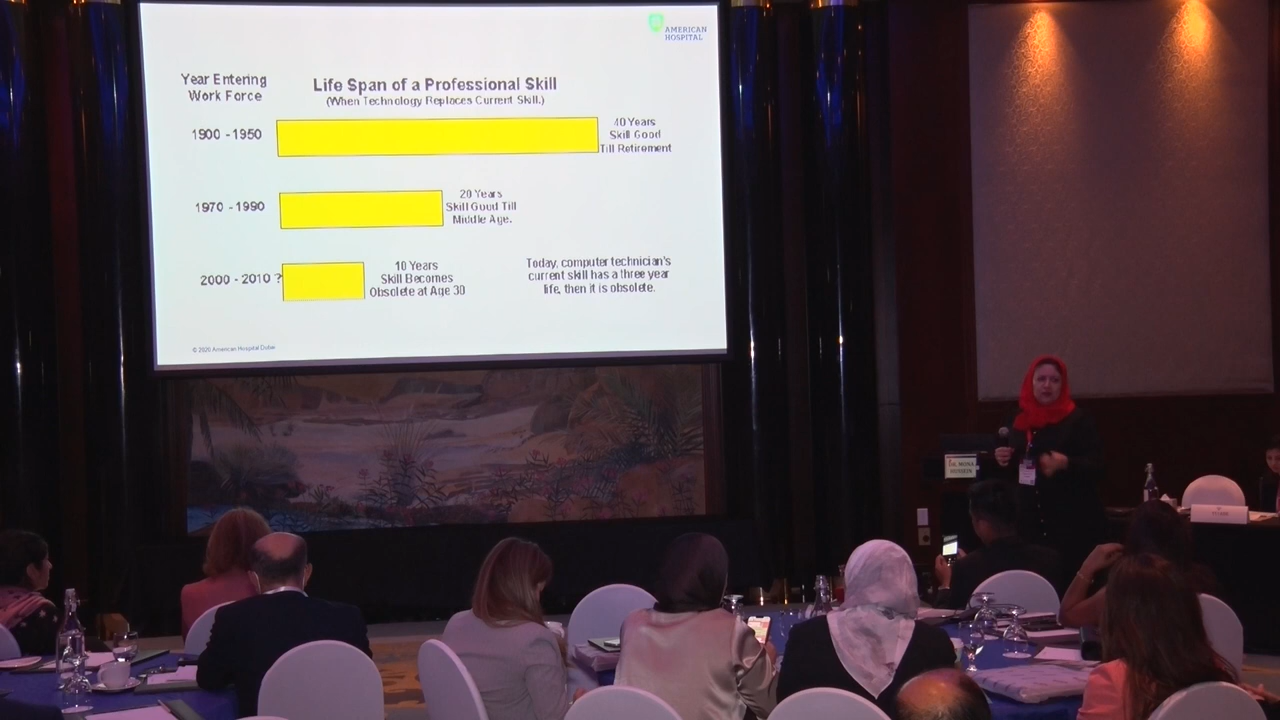 AMERICAN
HOSPITAL
Year Entering
Work Force
Life Span of a Professional Skill
(When Technology Replaces Current Skill.)
1900 - 1950
40 Years
Skill Good
Till Retirement
1970 - 1990
20 Years
Skill Good Till
Middle Age.
2000 - 2010 ?
10 Years
Skill Becomes
Obsolete at Age 30
Today, computer technician's
current skill has a three year
life, then it is obsolete.
© 2020 American Hospital Dubai
DR. MONA
HUSSEIN